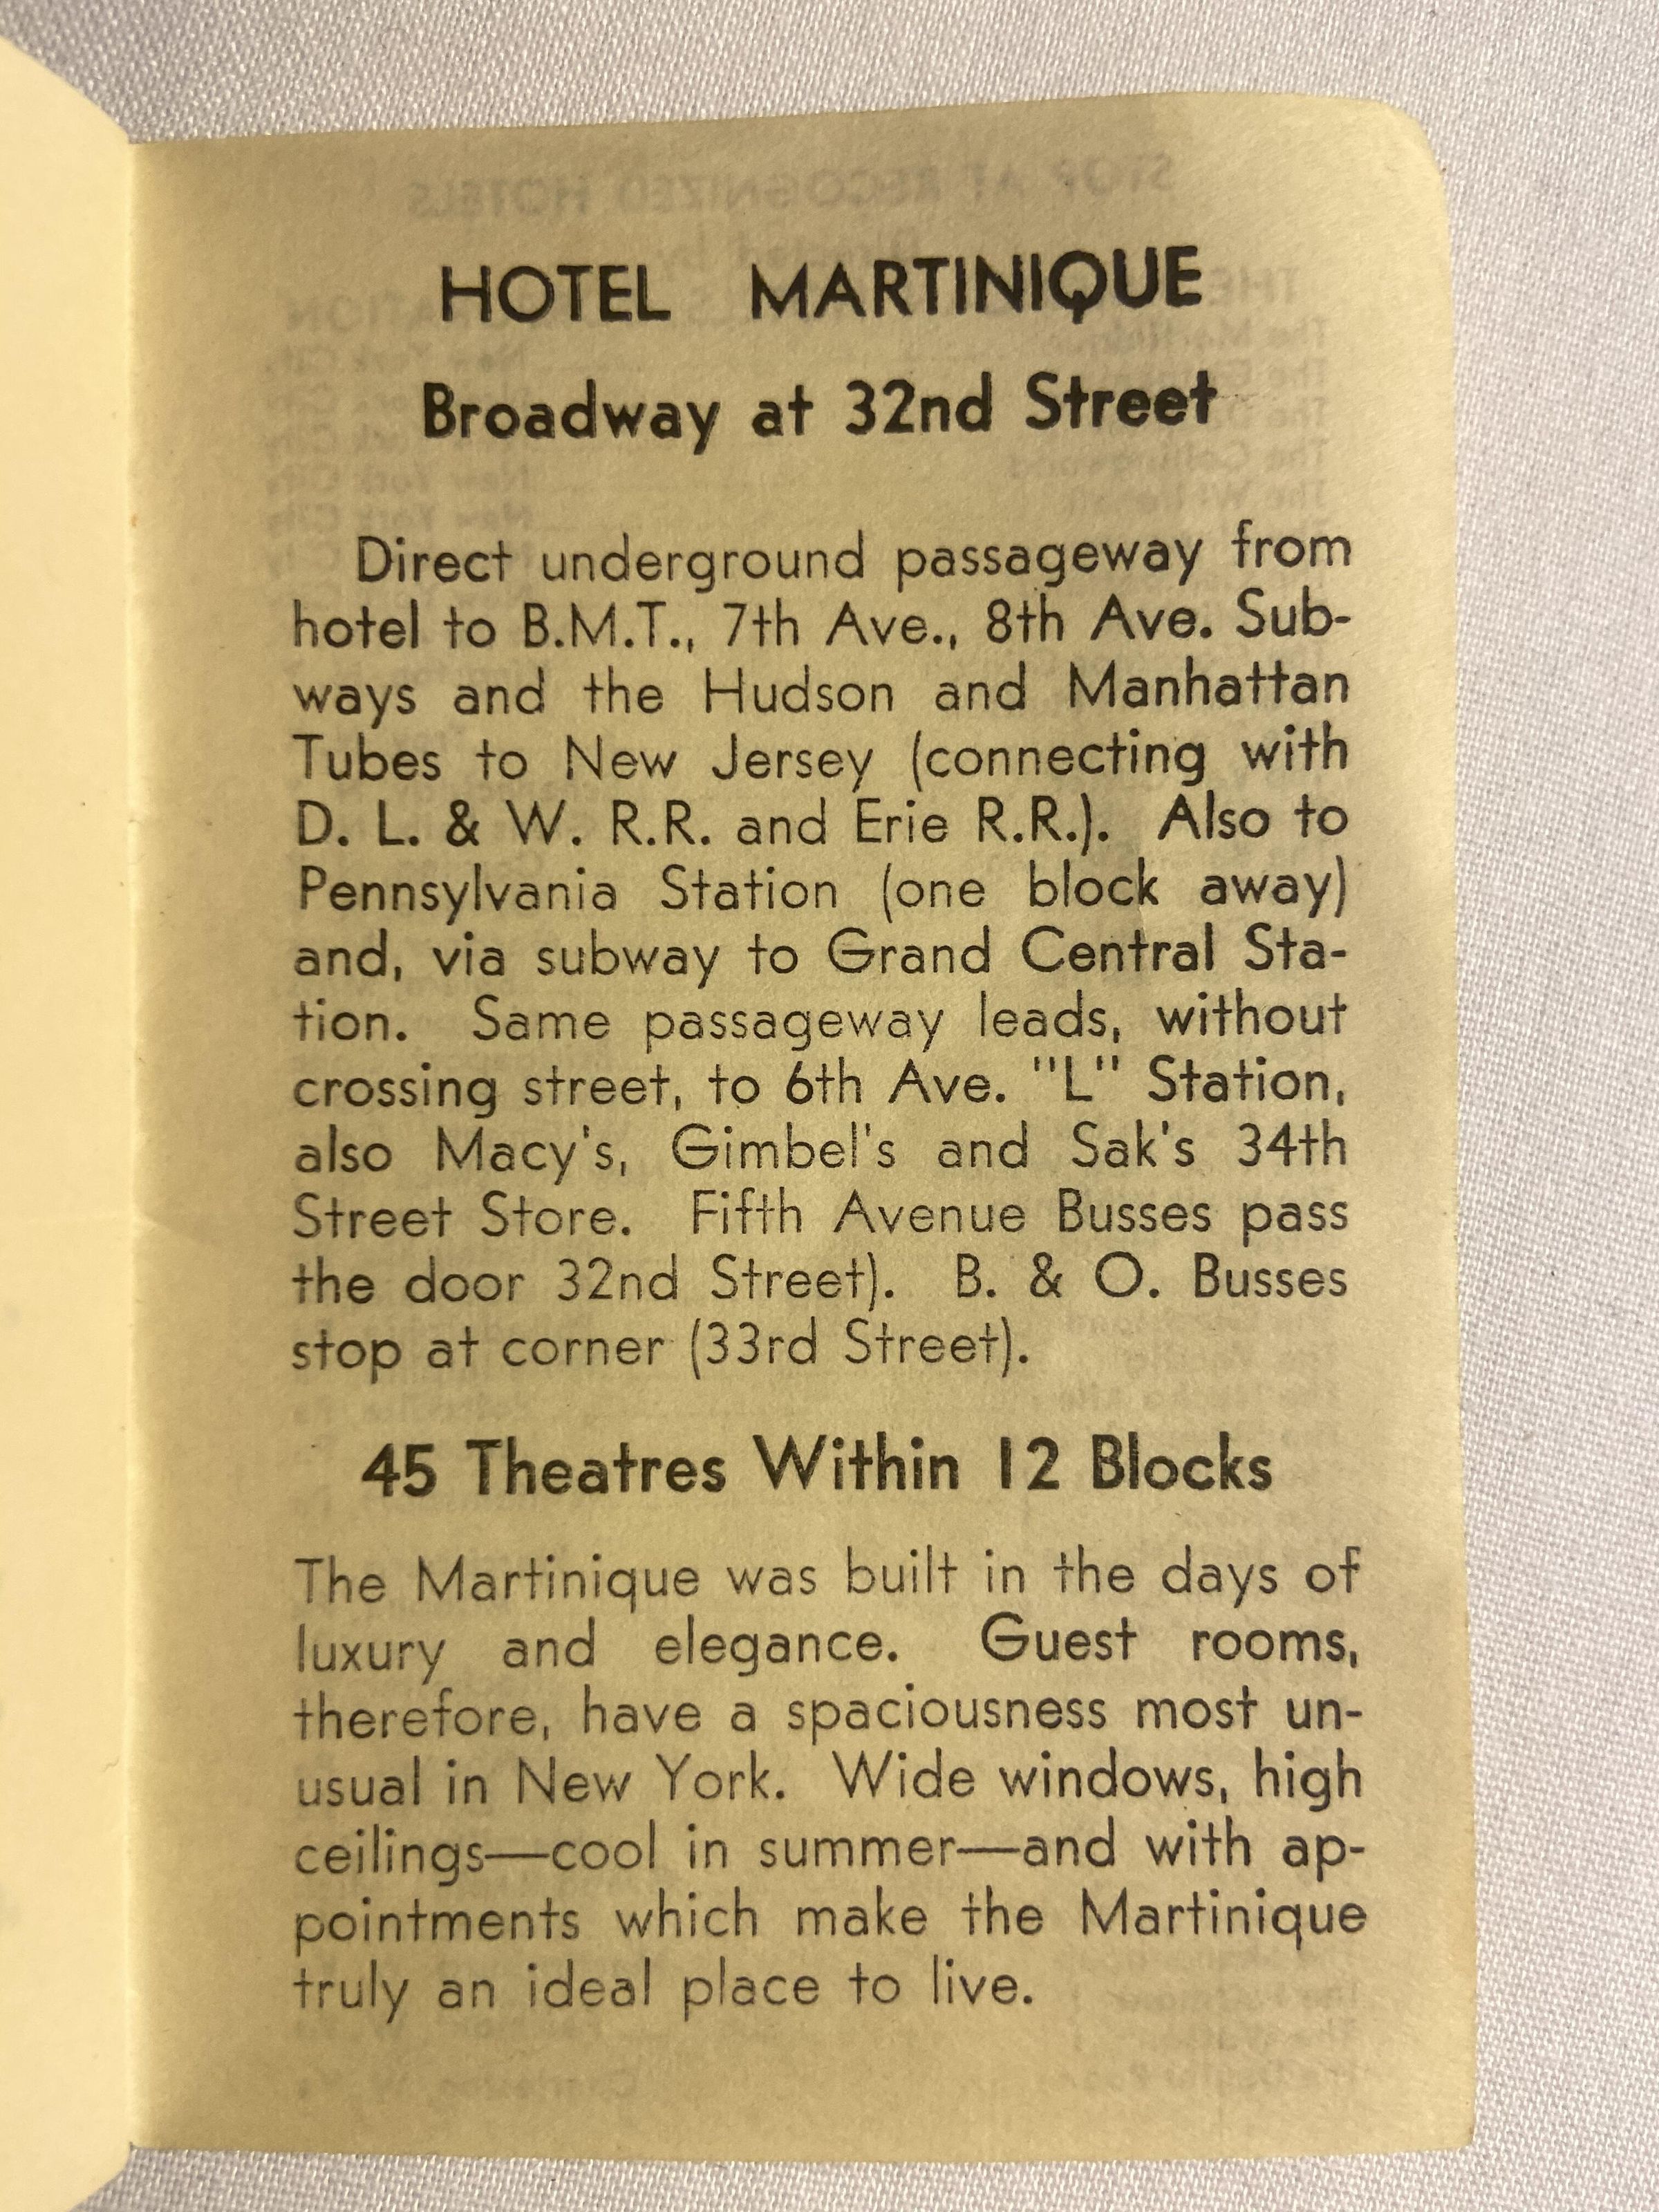 HOTEL MARTINIQUE
Broadway at 32nd Street
Direct underground passageway from
hotel to B.M.T., 7th Ave., 8th Ave. Sub-
ways and the Hudson and Manhattan
Tubes to New Jersey (connecting with
D. L. & W. R.R. and Erie R.R.). Also to
Pennsylvania Station (one block away)
and, via subway to Grand Central Sta-
tion. Same passageway leads, without
crossing street, to 6th Ave. "L" Station,
also Macy's, Gimbel's and Sak's 34th
Street Store. Fifth Avenue Busses pass
the door 32nd Street). B. & O. Busses
stop at corner (33rd Street).
45 Theatres Within 12 Blocks
The Martinique was built in the days of
luxury and elegance. Guest rooms,
therefore, have a spaciousness most un-
usual in New York. Wide windows, high
ceilings—cool in summer—and with ap-
pointments which make the Martinique
truly an ideal place to live.